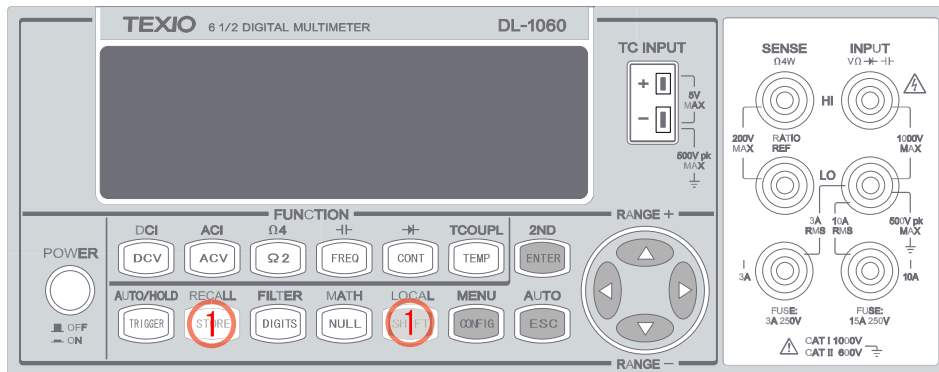 TEXIO 6 1/2 DIGITAL MULTIMETER DL-1060
TC INPUT
+
−
5V
MAX
500V pk
MAX
SENSE
Ω4W
INPUT
VΩ
HI
200V
MAX
RATIO
REF
1000V
MAX
LO
3A
RMS
10A
RMS
500V pk
MAX
3A
10A
FUSE:
3A 250V
FUSE:
15A 250V
CAT I 1000V
CAT II 600V
FUNCTION
RANGE +
POWER
OFF
ON
DCI ACI Ω4 TCOUPL 2ND
DCV ACV Ω2 FREQ CONT TEMP ENTER
AUTO/HOLD RECALL FILTER MATH LOCAL MENU AUTO
TRIGGER STORE DIGITS NULL SHIFT CONFIG ESC
1 1
RANGE −